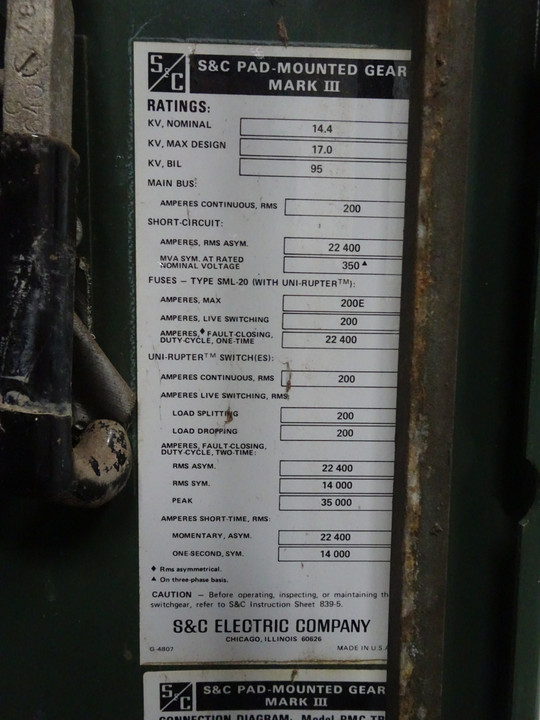 S&C
S&C PAD-MOUNTED GEAR
MARK III
RATINGS:
KV, NOMINAL 14.4
KV, MAX DESIGN 17.0
KV, BIL 95
MAIN BUS:
AMPERES CONTINUOUS, RMS 200
SHORT-CIRCUIT:
AMPERES, RMS ASYM. 22 400
MVA SYM. AT RATED
NOMINAL VOLTAGE 350▲
FUSES — TYPE SML-20 (WITH UNI-RUPTER™):
AMPERES, MAX 200E
AMPERES, LIVE SWITCHING 200
AMPERES,♦ FAULT-CLOSING,
DUTY-CYCLE, ONE-TIME 22 400
UNI-RUPTER™ SWITCH(ES):
AMPERES CONTINUOUS, RMS 200
AMPERES LIVE SWITCHING, RMS
LOAD SPLITTING 200
LOAD DROPPING 200
AMPERES, FAULT-CLOSING,
DUTY-CYCLE, TWO-TIME:
RMS ASYM. 22 400
RMS SYM. 14 000
PEAK 35 000
AMPERES SHORT-TIME, RMS:
MOMENTARY, ASYM. 22 400
ONE-SECOND, SYM. 14 000
♦ Rms asymmetrical.
▲ On three-phase basis.
CAUTION — Before operating, inspecting, or maintaining th
switchgear, refer to S&C Instruction Sheet 839-5.
S&C ELECTRIC COMPANY
CHICAGO, ILLINOIS 60626
G-4807 MADE IN U.S.
S&C
S&C PAD-MOUNTED GEAR
MARK III
CONNECTION DIAGRAM: Model PMC